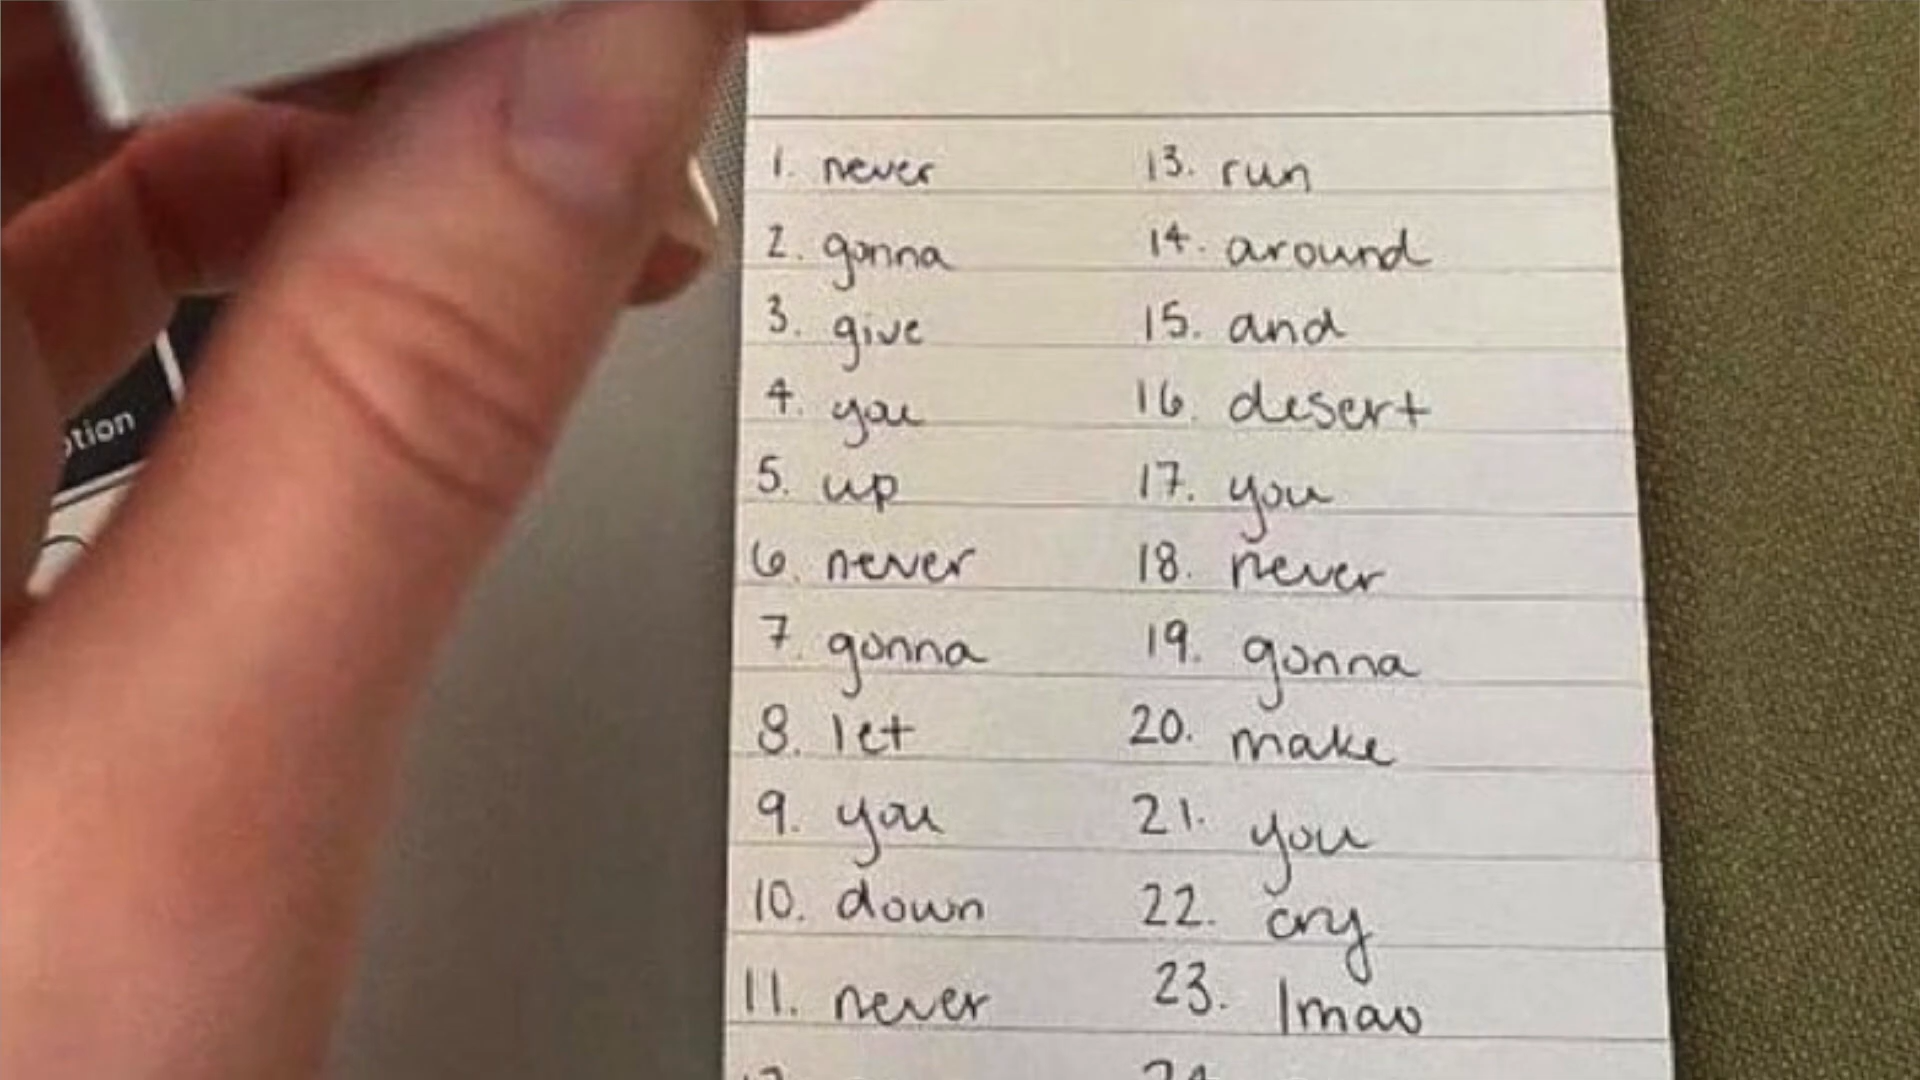 1. never
2. gonna
3. give
4. you
5. up
6. never
7. gonna
8. let
9. you
10. down
11. never
13. run
14. around
15. and
16. desert
17. you
18. never
19. gonna
20. make
21. you
22. cry
23. lmao